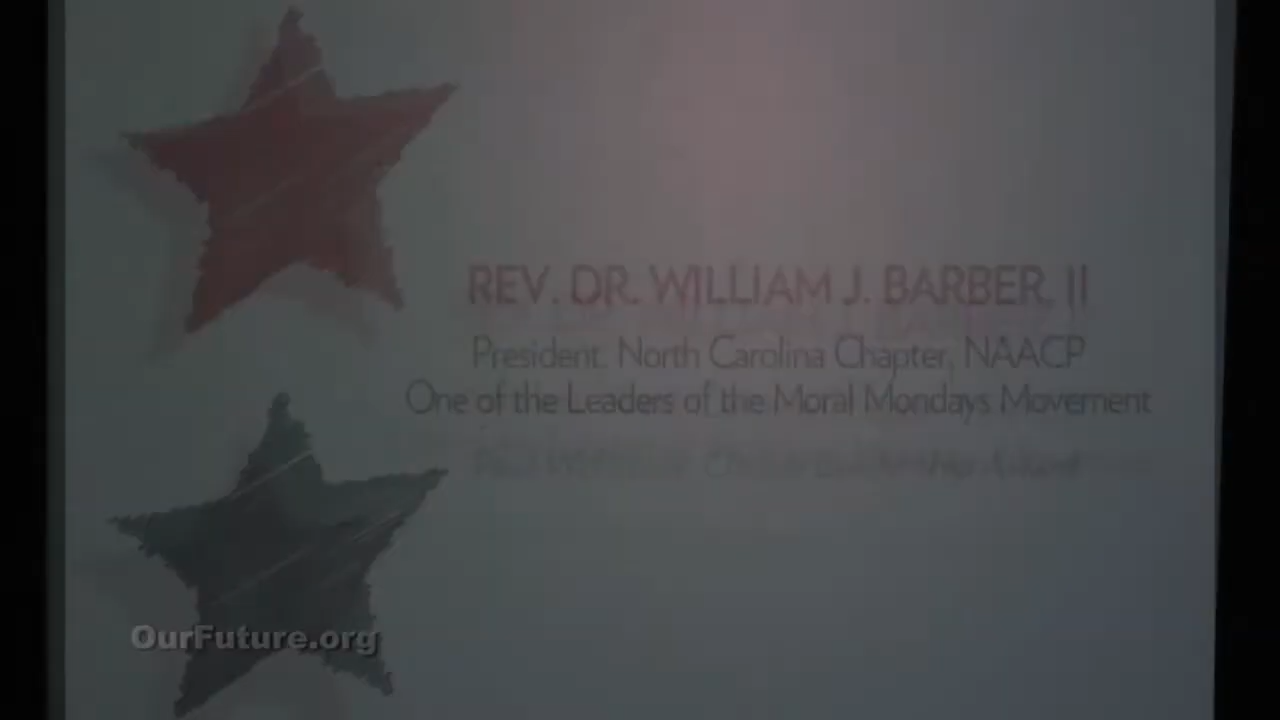 REV. DR. WILLIAM J. BARBER, II
President, North Carolina Chapter, NAACP
One of the Leaders of the Moral Mondays Movement
OurFuture.org